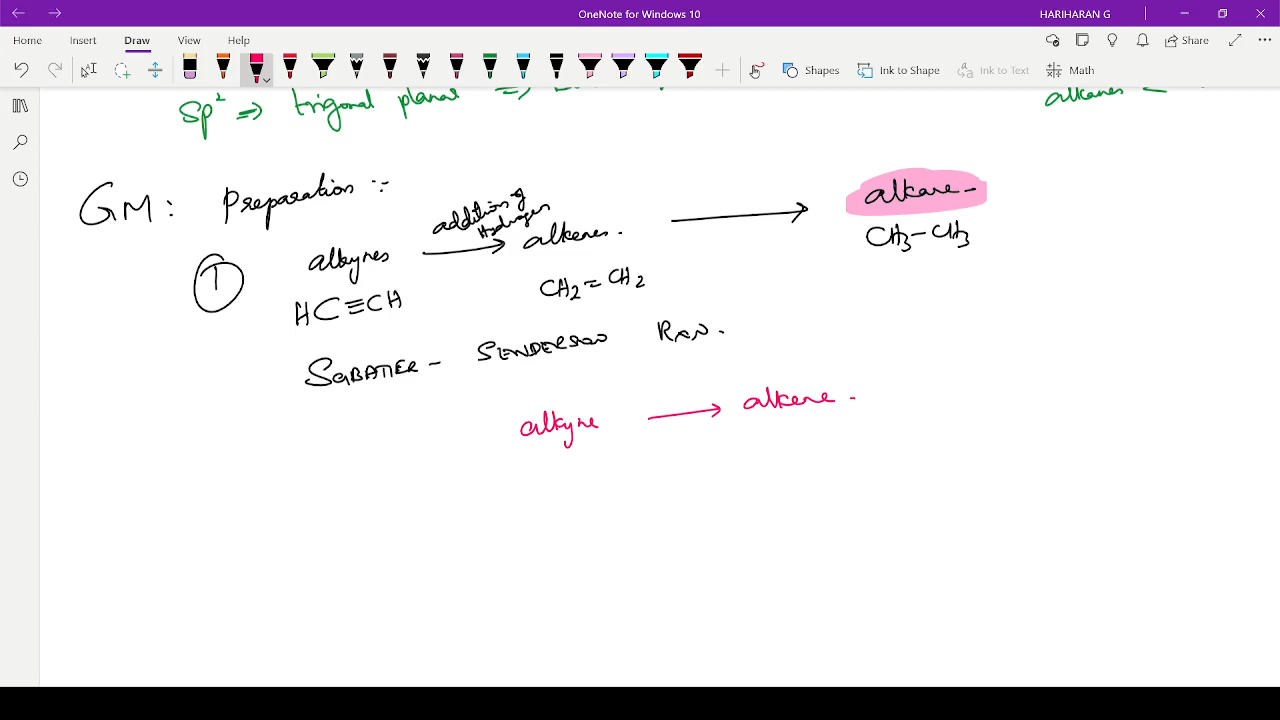 OneNote for Windows 10
HARIHARAN G
Home Insert Draw View Help
Share
Shapes Ink to Shape Ink to Text Math
Sp² ⇒ trigonal planar ⇒
alkanes
GM: Preparation :-
addition of
Hydrogen
1 alkynes → alkenes. → alkane-
HC≡CH CH2=CH2 CH3-CH3
SABATIER- SENDERSON RXN.
alkyne → alkene.